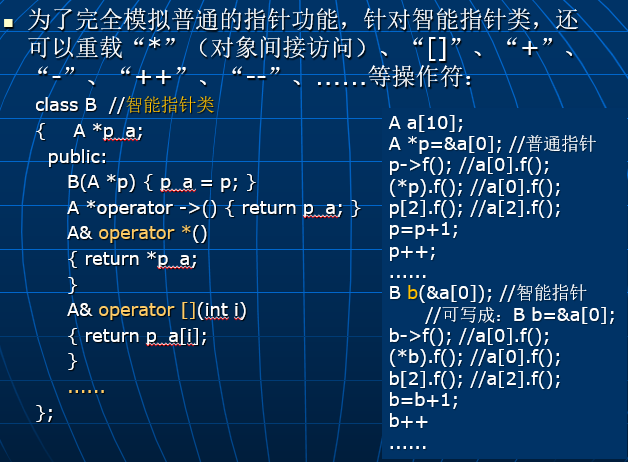 为了完全模拟普通的指针功能，针对智能指针类，还
可以重载“*”（对象间接访问）、“[]”、“+”、
“-”、“++”、“--”、……等操作符：
class B //智能指针类
{ A *p_a;
public:
B(A *p) { p_a = p; }
A *operator ->() { return p_a; }
A& operator *()
{ return *p_a;
}
A& operator [](int i)
{ return p_a[i];
}
……
};
A a[10];
A *p=&a[0]; //普通指针
p->f(); //a[0].f();
(*p).f(); //a[0].f();
p[2].f(); //a[2].f();
p=p+1;
p++;
……
B b(&a[0]); //智能指针
//可写成：B b=&a[0];
b->f(); //a[0].f();
(*b).f(); //a[0].f();
b[2].f(); //a[2].f();
b=b+1;
b++
……